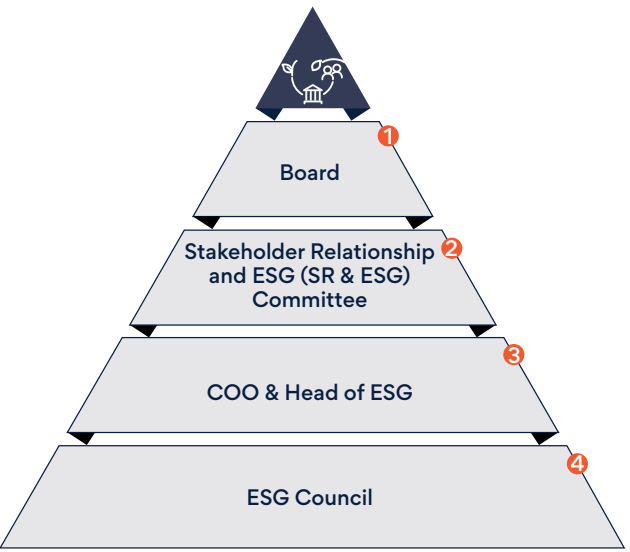 1
Board
2
Stakeholder Relationship
and ESG (SR & ESG)
Committee
3
COO & Head of ESG
4
ESG Council